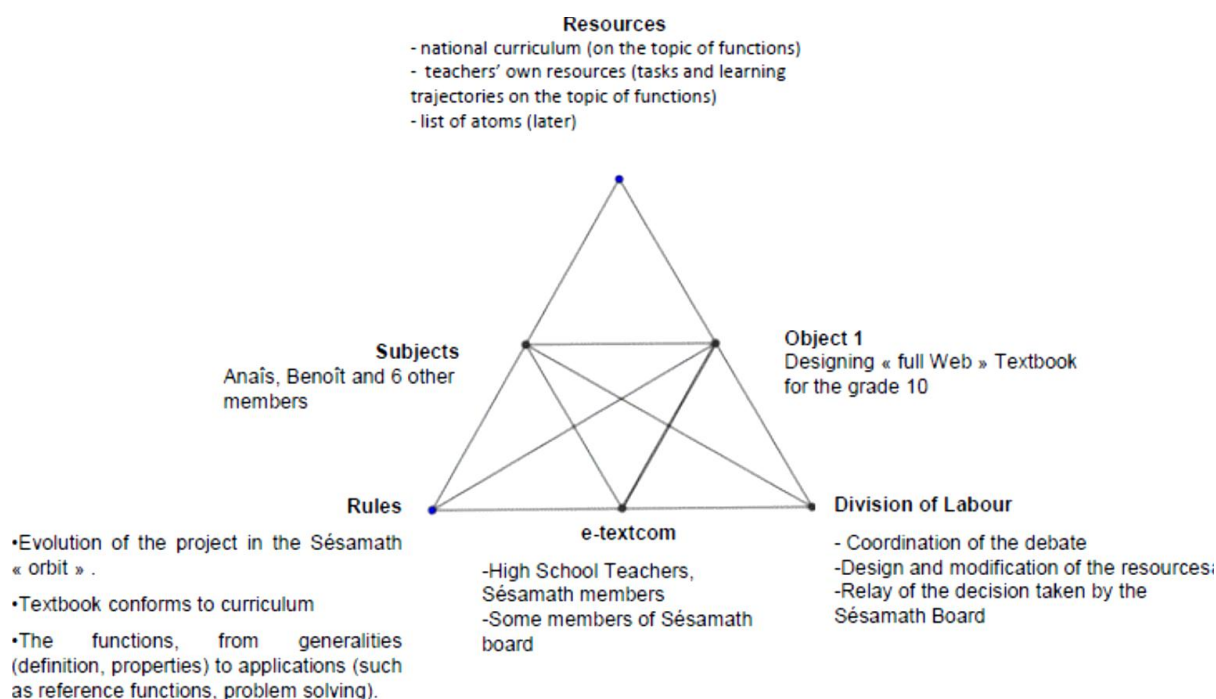 Resources
- national curriculum (on the topic of functions)
- teachers' own resources (tasks and learning
trajectories on the topic of functions)
- list of atoms (later)
Subjects
Anaîs, Benoît and 6 other
members
Object 1
Designing « full Web » Textbook
for the grade 10
Rules
•Evolution of the project in the Sésamath
« orbit » .
•Textbook conforms to curriculum
•The functions, from generalities
(definition, properties) to applications (such
as reference functions, problem solving).
e-textcom
-High School Teachers,
Sésamath members
-Some members of Sésamath
board
Division of Labour
- Coordination of the debate
-Design and modification of the resources
-Relay of the decision taken by the
Sésamath Board